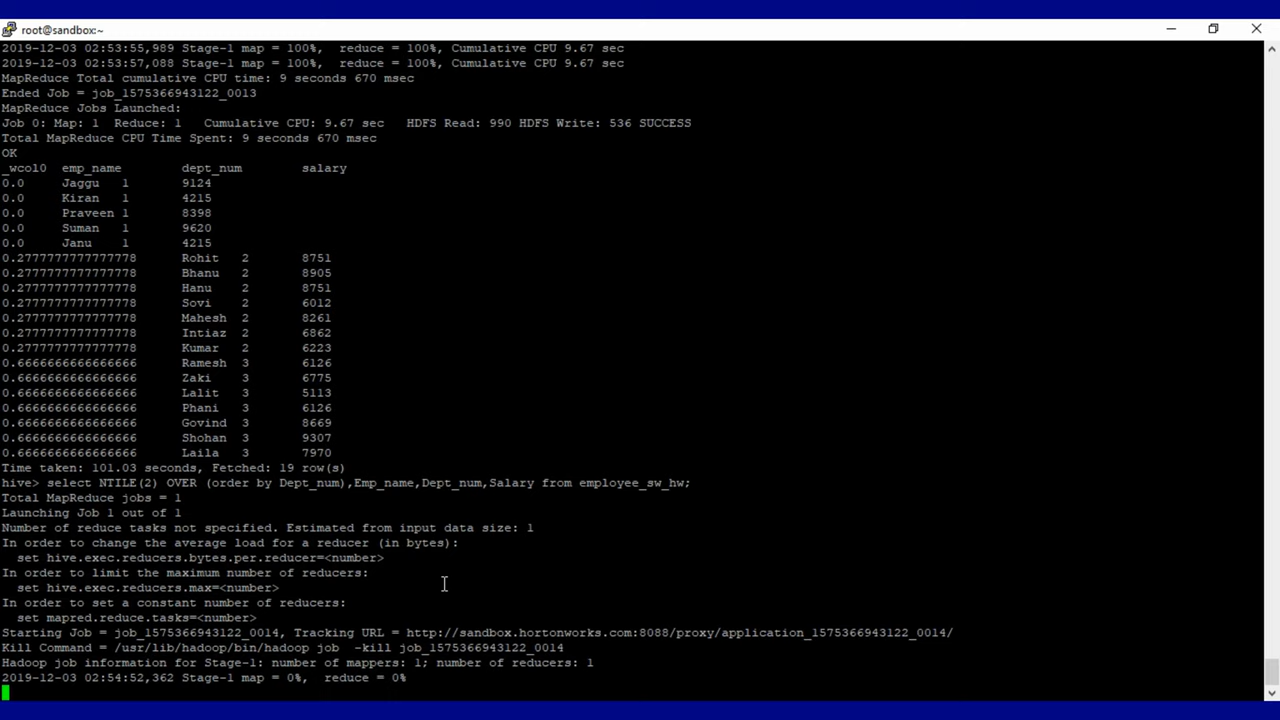 root@sandbox:~
2019-12-03 02:53:55,989 Stage-1 map = 100%,  reduce = 100%, Cumulative CPU 9.67 sec
2019-12-03 02:53:57,088 Stage-1 map = 100%,  reduce = 100%, Cumulative CPU 9.67 sec
MapReduce Total cumulative CPU time: 9 seconds 670 msec
Ended Job = job_1575366943122_0013
MapReduce Jobs Launched:
Job 0: Map: 1  Reduce: 1   Cumulative CPU: 9.67 sec   HDFS Read: 990 HDFS Write: 536 SUCCESS
Total MapReduce CPU Time Spent: 9 seconds 670 msec
OK
_wcol0  emp_name        dept_num        salary
0.0     Jaggu   1       9124
0.0     Kiran   1       4215
0.0     Praveen 1       8398
0.0     Suman   1       9620
0.0     Janu    1       4215
0.2777777777777778      Rohit   2       8751
0.2777777777777778      Bhanu   2       8905
0.2777777777777778      Hanu    2       8751
0.2777777777777778      Sovi    2       6012
0.2777777777777778      Mahesh  2       8261
0.2777777777777778      Intiaz  2       6862
0.2777777777777778      Kumar   2       6223
0.6666666666666666      Ramesh  3       6126
0.6666666666666666      Zaki    3       6775
0.6666666666666666      Lalit   3       5113
0.6666666666666666      Phani   3       6126
0.6666666666666666      Govind  3       8669
0.6666666666666666      Shohan  3       9307
0.6666666666666666      Laila   3       7970
Time taken: 101.03 seconds, Fetched: 19 row(s)
hive> select NTILE(2) OVER (order by Dept_num),Emp_name,Dept_num,Salary from employee_sw_hw;
Total MapReduce jobs = 1
Launching Job 1 out of 1
Number of reduce tasks not specified. Estimated from input data size: 1
In order to change the average load for a reducer (in bytes):
  set hive.exec.reducers.bytes.per.reducer=<number>
In order to limit the maximum number of reducers:
  set hive.exec.reducers.max=<number>
In order to set a constant number of reducers:
  set mapred.reduce.tasks=<number>
Starting Job = job_1575366943122_0014, Tracking URL = http://sandbox.hortonworks.com:8088/proxy/application_1575366943122_0014/
Kill Command = /usr/lib/hadoop/bin/hadoop job  -kill job_1575366943122_0014
Hadoop job information for Stage-1: number of mappers: 1; number of reducers: 1
2019-12-03 02:54:52,362 Stage-1 map = 0%,  reduce = 0%